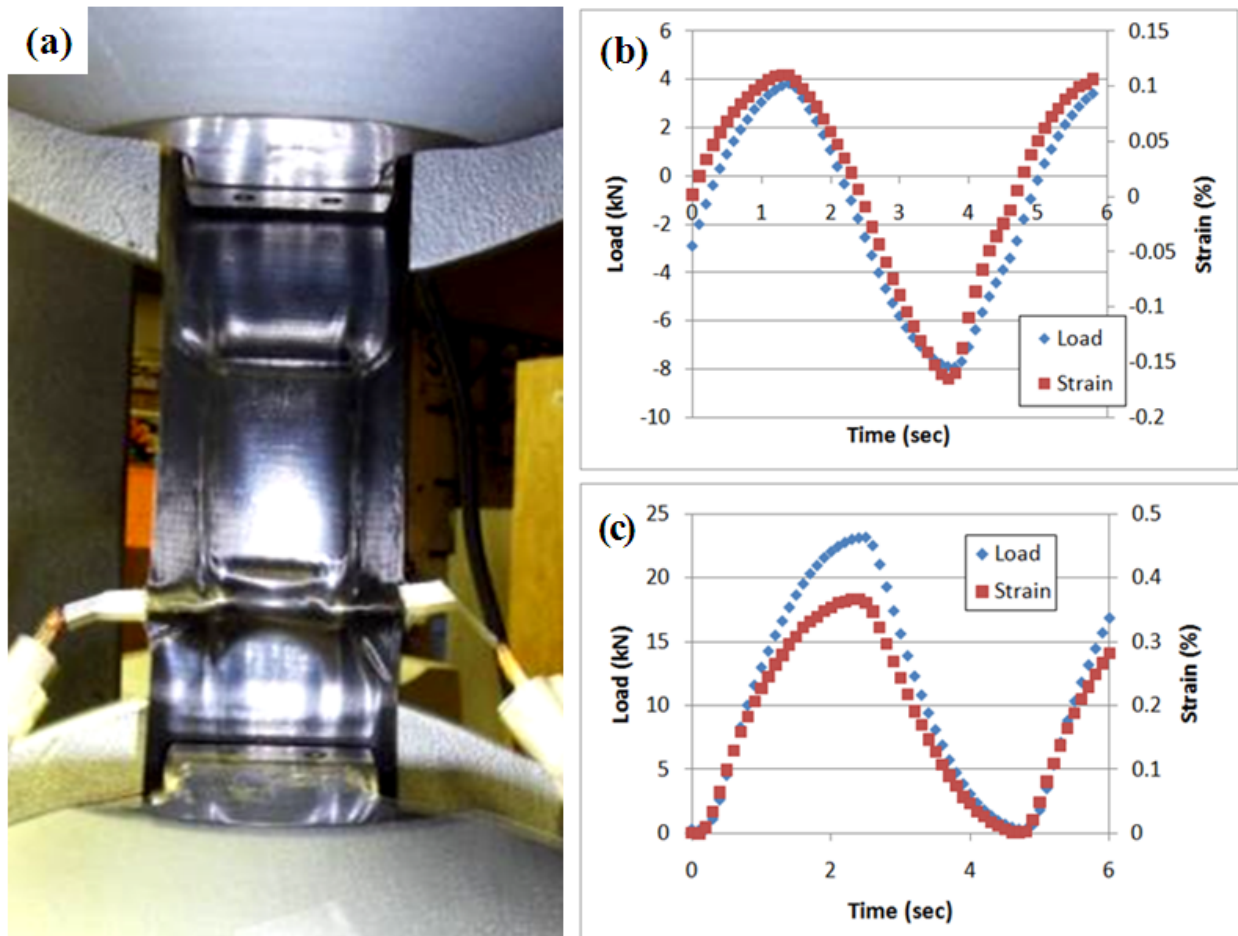 (a)
(b)
6
4
2
0
-2
-4
-6
-8
-10
Load (kN)
0.15
0.1
0.05
0
-0.05
-0.1
-0.15
-0.2
Strain (%)
0 1 2 3 4 5 6
Time (sec)
Load
Strain
(c)
25
20
15
10
5
0
Load (kN)
0.5
0.4
0.3
0.2
0.1
0
Strain (%)
0 2 4 6
Time (sec)
Load
Strain